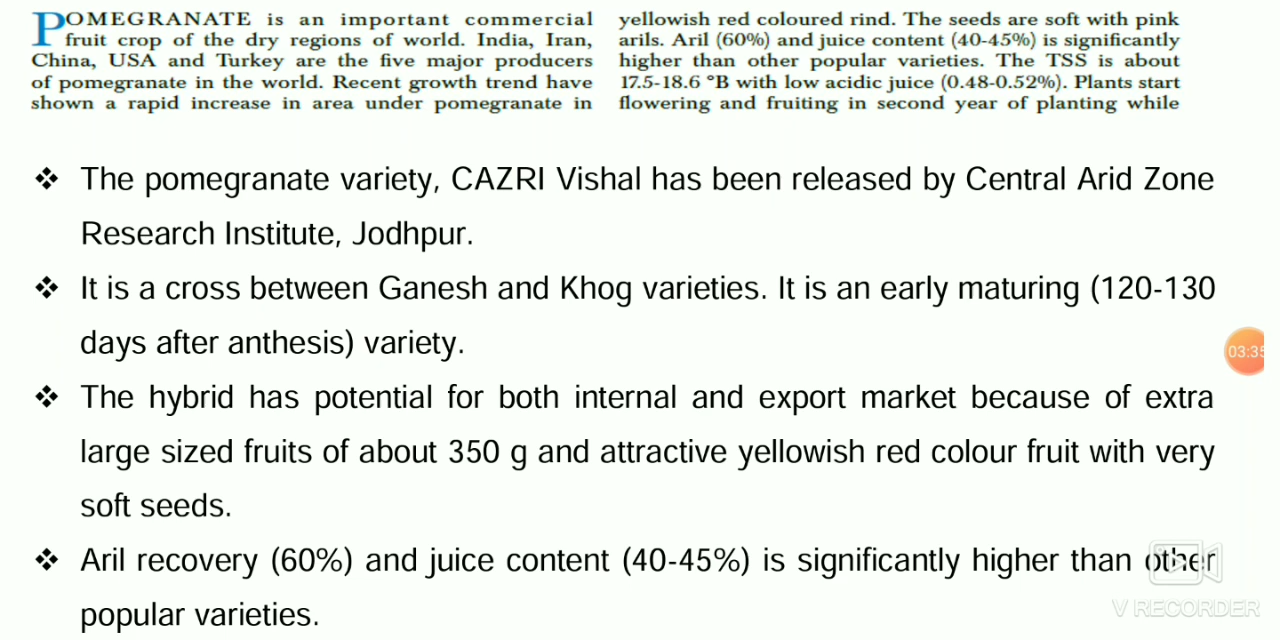 POMEGRANATE is an important commercial
fruit crop of the dry regions of world. India, Iran,
China, USA and Turkey are the five major producers
of pomegranate in the world. Recent growth trend have
shown a rapid increase in area under pomegranate in
yellowish red coloured rind. The seeds are soft with pink
arils. Aril (60%) and juice content (40-45%) is significantly
higher than other popular varieties. The TSS is about
17.5-18.6 °B with low acidic juice (0.48-0.52%). Plants start
flowering and fruiting in second year of planting while
❖ The pomegranate variety, CAZRI Vishal has been released by Central Arid Zone
Research Institute, Jodhpur.
❖ It is a cross between Ganesh and Khog varieties. It is an early maturing (120-130
days after anthesis) variety.
❖ The hybrid has potential for both internal and export market because of extra
large sized fruits of about 350 g and attractive yellowish red colour fruit with very
soft seeds.
❖ Aril recovery (60%) and juice content (40-45%) is significantly higher than other
popular varieties.
03:35
V RECORDER